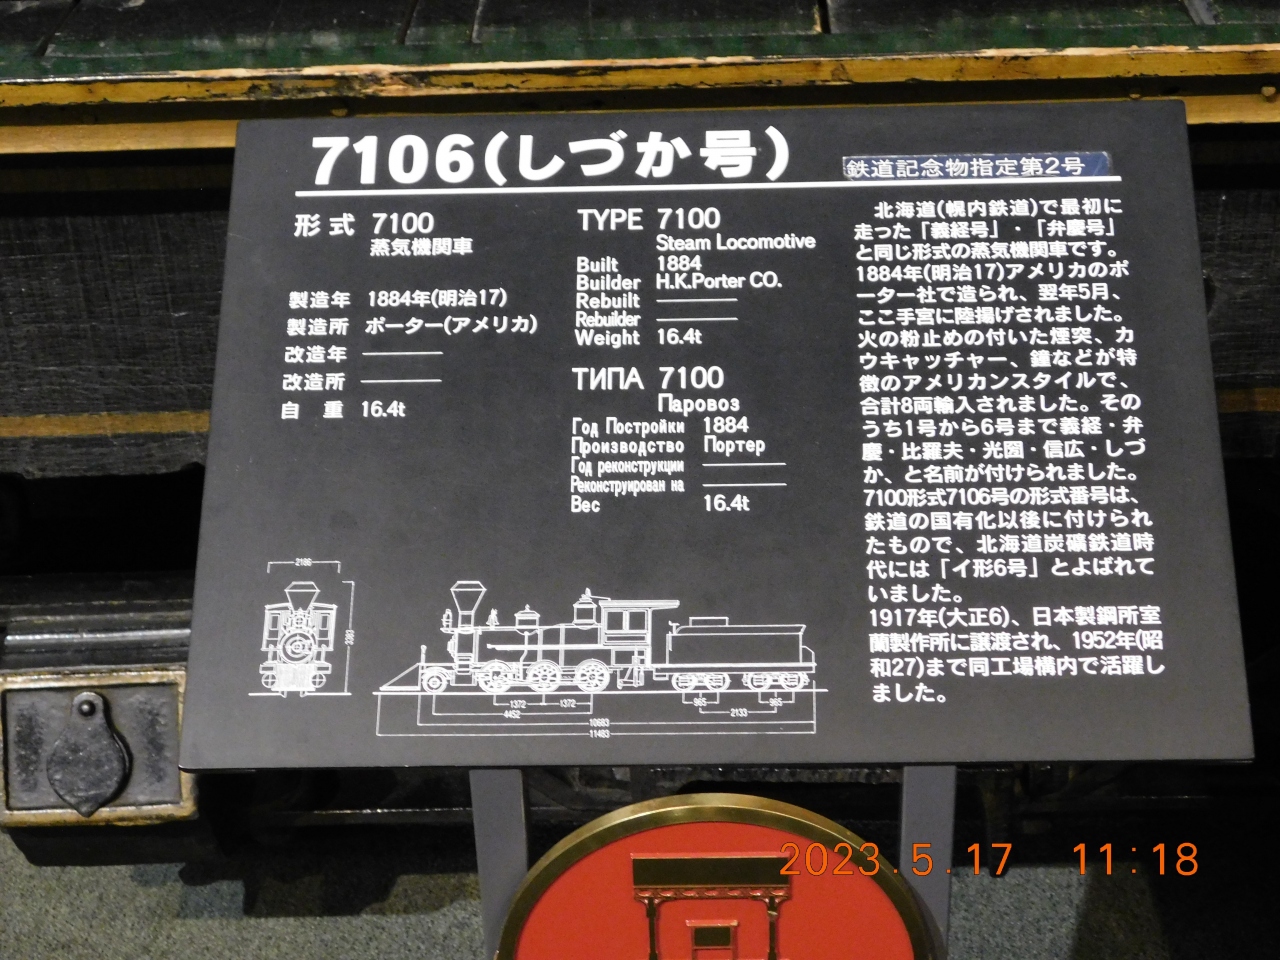 7106(しづか号)
鉄道記念物指定第2号
形式 7100
蒸気機関車
製造年 1884年(明治17)
製造所 ポーター(アメリカ)
改造年
改造所
自重 16.4t
TYPE 7100
Steam Locomotive
Built 1884
Builder H.K.Porter CO.
Rebuilt
Rebuilder
Weight 16.4t
ТИПА 7100
Паровоз
Год Постройки 1884
Производство Портер
Год реконструкции
Реконструирован на
Вес 16.4t
北海道(幌内鉄道)で最初に
走った「義経号」・「弁慶号」
と同じ形式の蒸気機関車です。
1884年(明治17)アメリカのポ
ーター社で造られ、翌年5月、
ここ手宮に陸揚げされました。
火の粉止めの付いた煙突、カ
ウキャッチャー、鐘などが特
徴のアメリカンスタイルで、
合計8両輸入されました。その
うち1号から6号まで義経・弁
慶・比羅夫・光圀・信広・しづ
か、と名前が付けられました。
7100形式7106号の形式番号は、
鉄道の国有化以後に付けられ
たもので、北海道炭礦鉄道時
代には「イ形6号」とよばれて
いました。
1917年(大正6)、日本製鋼所室
蘭製作所に譲渡され、1952年(昭
和27)まで同工場構内で活躍し
ました。
2186
1372 1372
965 965
4452
2133
10683
11483
2023.5.17 11:18